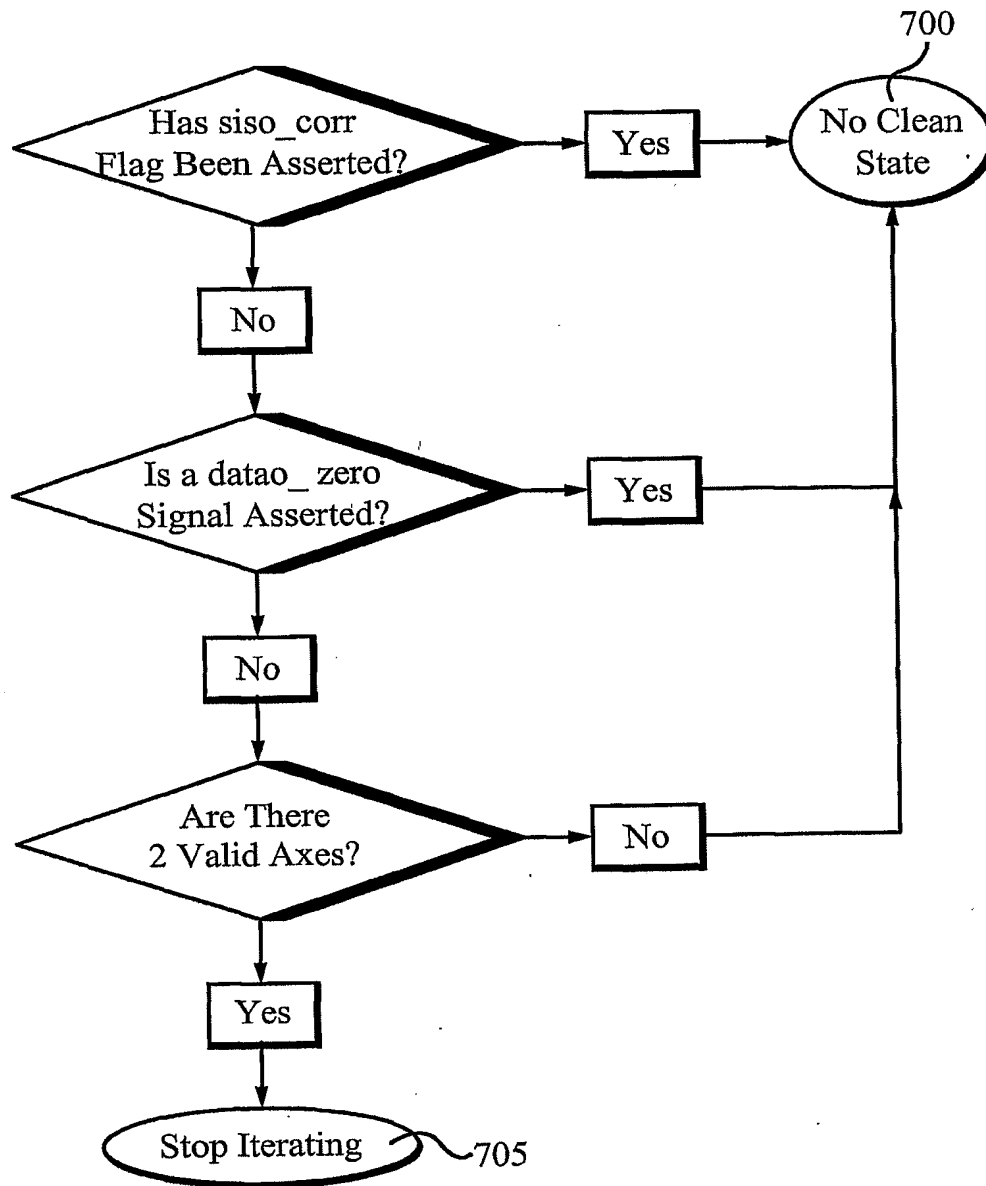 700
Has siso_corr
Flag Been Asserted?
Yes
No Clean
State
No
Is a datao_ zero
Signal Asserted?
Yes
No
Are There
2 Valid Axes?
No
Yes
Stop Iterating
705